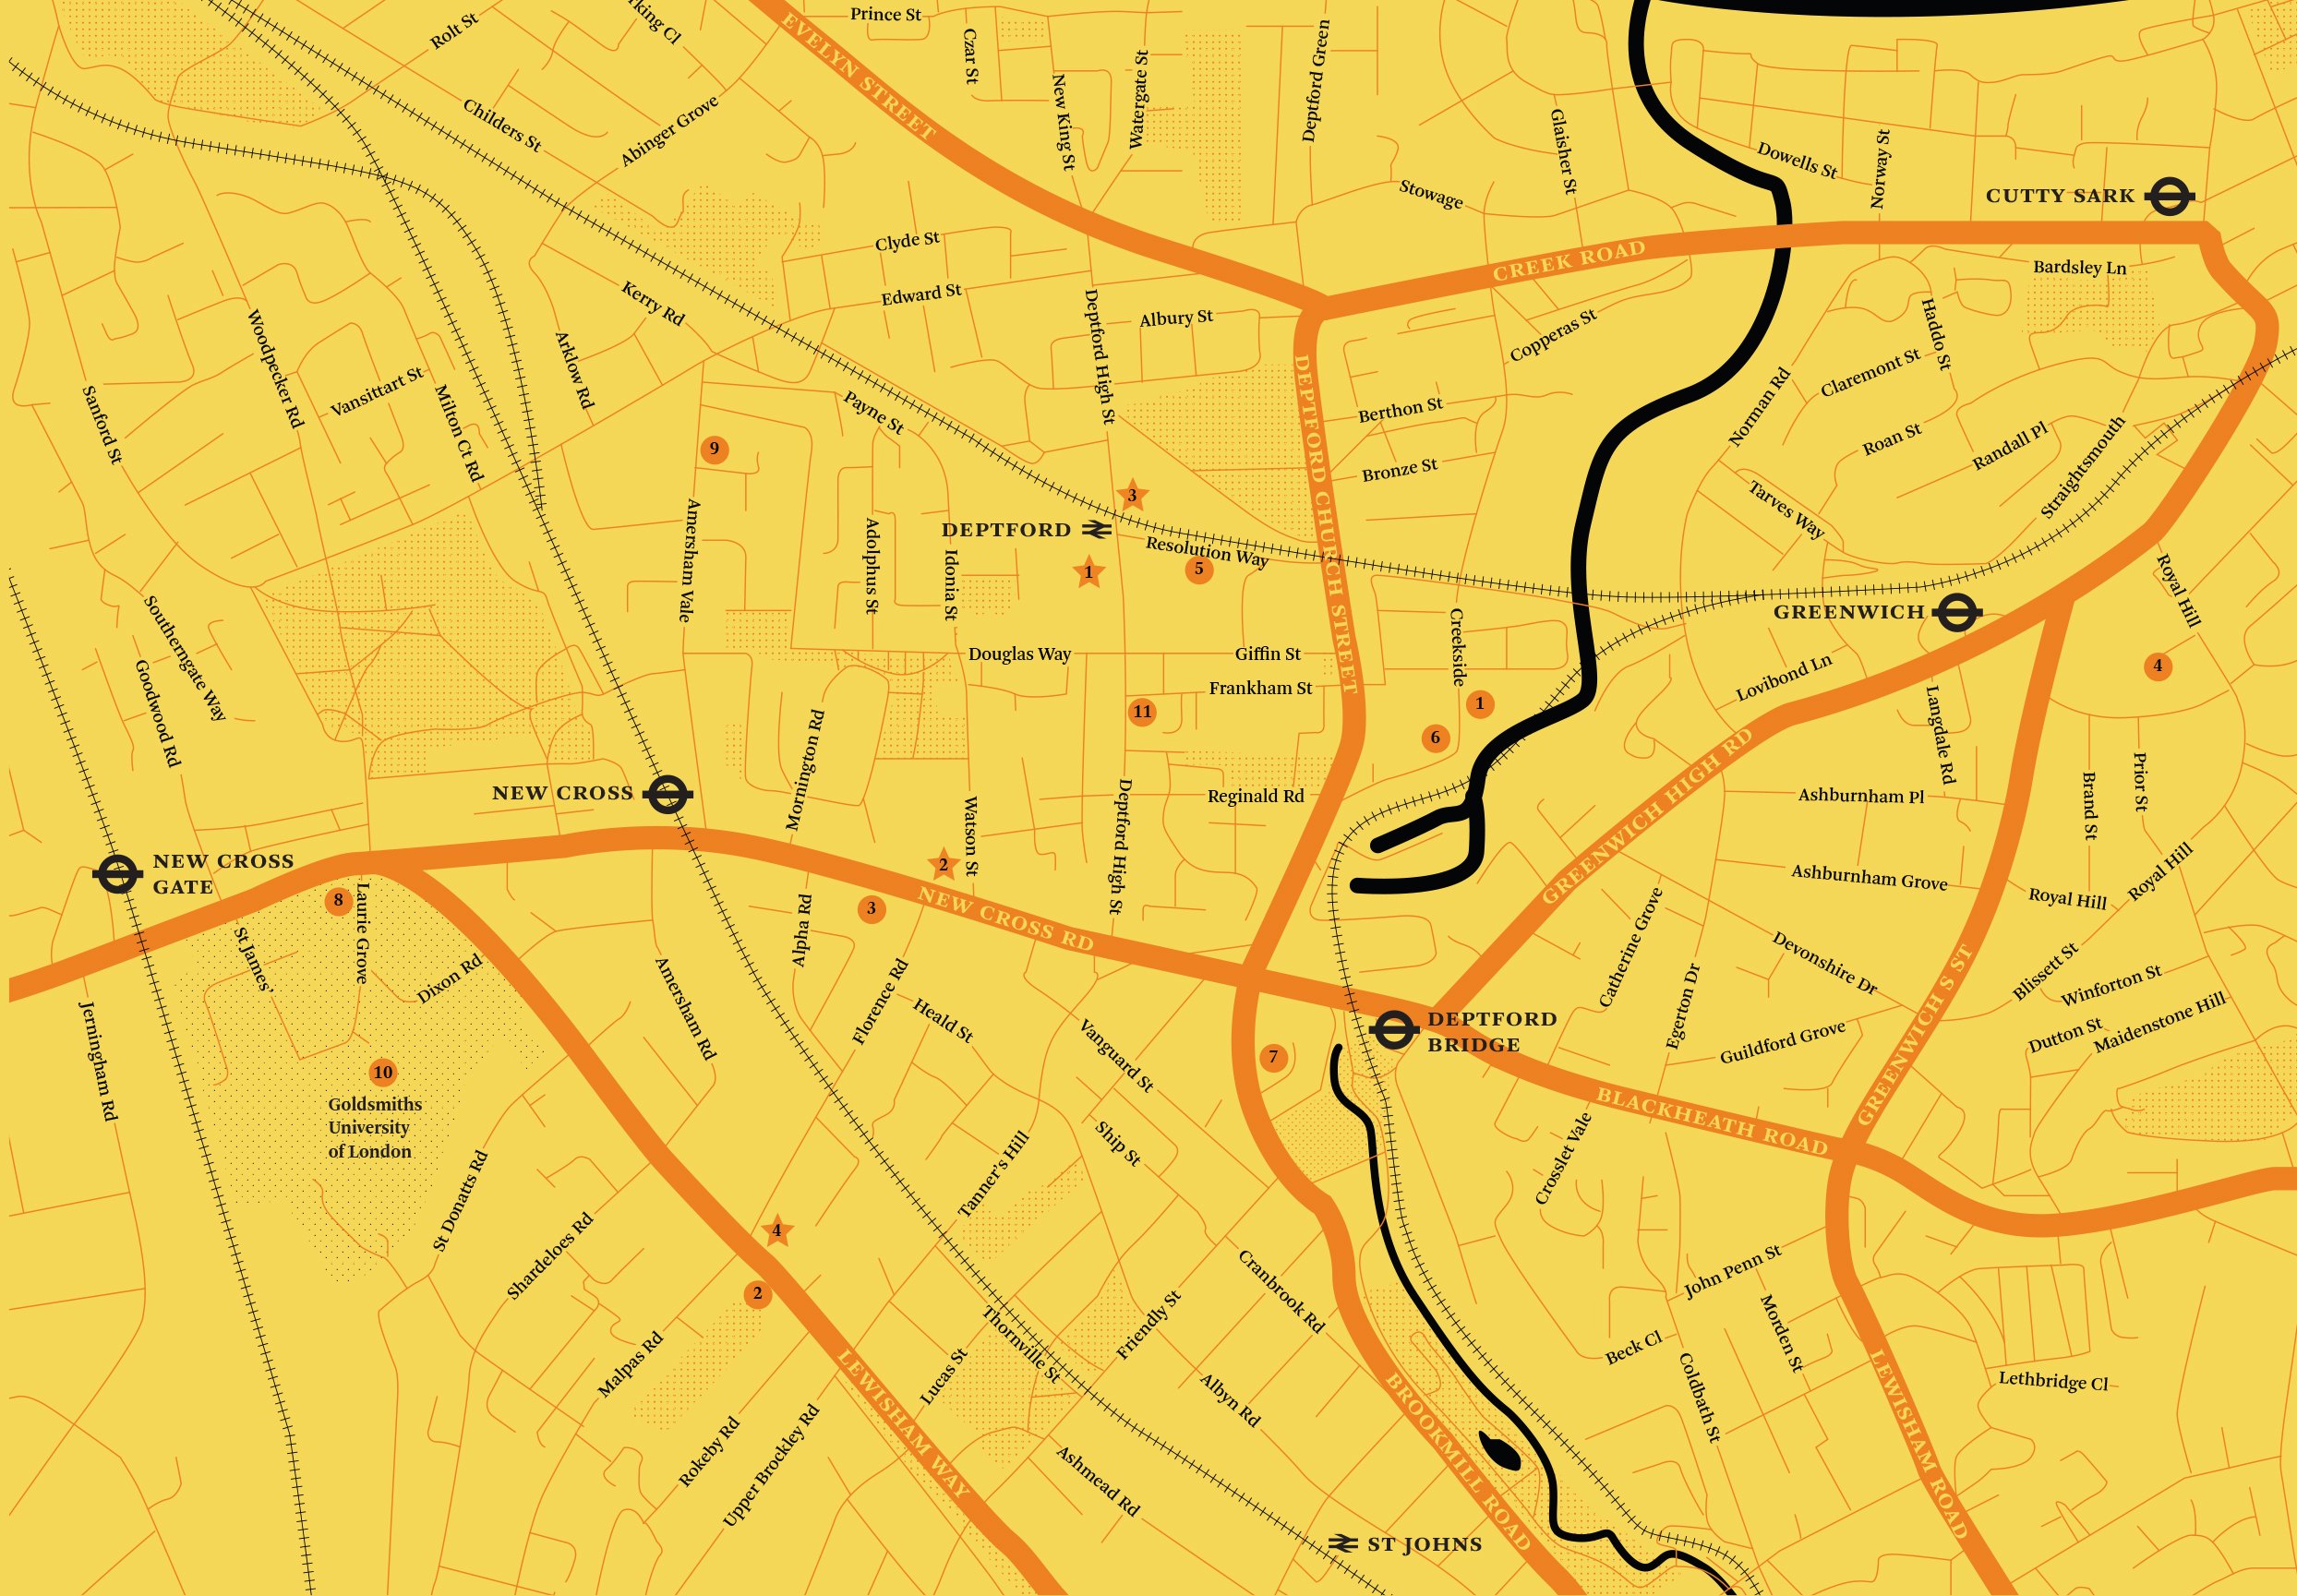 Prince St
Rolt St
EVELYN STREET
Czar St
New King St
Watergate St
Deptford Green
Childers St
Abinger Grove
Glaisher St
Dowells St
Norway St
Stowage
CUTTY SARK
Clyde St
CREEK ROAD
Bardsley Ln
Edward St
Kerry Rd
Albury St
Deptford High St
Copperas St
Haddo St
Woodpecker Rd
Arklow Rd
Vansittart St
Claremont St
Norman Rd
Sanford St
Milton Ct Rd
Payne St
DEPTFORD CHURCH STREET
Berthon St
Roan St
Randall Pl
Straightsmouth
9
Bronze St
3
Tarves Way
DEPTFORD
Resolution Way
Amersham Vale
Adolphus St
Idonia St
1
5
Royal Hill
GREENWICH
Southerngate Way
Goodwood Rd
Douglas Way
Giffin St
Creekside
Lovibond Ln
4
Frankham St
11
1
6
Langdale Rd
Mornington Rd
GREENWICH HIGH RD
NEW CROSS
Watson St
Deptford High St
Reginald Rd
Ashburnham Pl
Brand St
Prior St
NEW CROSS
GATE
2
Ashburnham Grove
Royal Hill
Royal Hill
8
Laurie Grove
3
NEW CROSS RD
Alpha Rd
St James'
Dixon Rd
Catherine Grove
Devonshire Dr
GREENWICH S ST
Blissett St
Winforton St
Amersham Rd
Florence Rd
Heald St
Egerton Dr
Maidenstone Hill
Jerningham Rd
Vanguard St
DEPTFORD
BRIDGE
Guildford Grove
Dutton St
7
10
Goldsmiths
University
of London
BLACKHEATH ROAD
Ship St
Crosslet Vale
Tanner's Hill
St Donatts Rd
Shardeloes Rd
4
2
Cranbrook Rd
John Penn St
Morden St
Thornville St
Friendly St
Beck Cl
Malpas Rd
LEWISHAM WAY
Lucas St
Albyn Rd
BROOKMILL ROAD
Coldbath St
LEWISHAM ROAD
Lethbridge Cl
Rokeby Rd
Upper Brockley Rd
Ashmead Rd
ST JOHNS